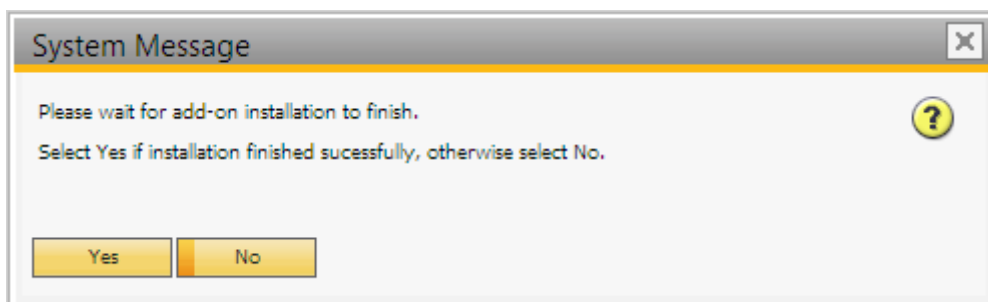 System Message
Please wait for add-on installation to finish.
Select Yes if installation finished sucessfully, otherwise select No.
?
Yes No